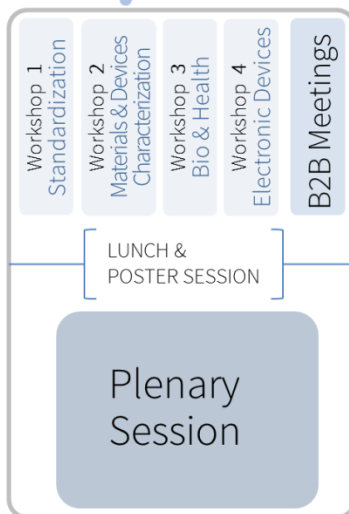 Workshop 1
Standardization
Workshop 2
Materials & Devices
Characterization
Workshop 3
Bio & Health
Workshop 4
Electronic Devices
B2B Meetings
LUNCH &
POSTER SESSION
Plenary
Session